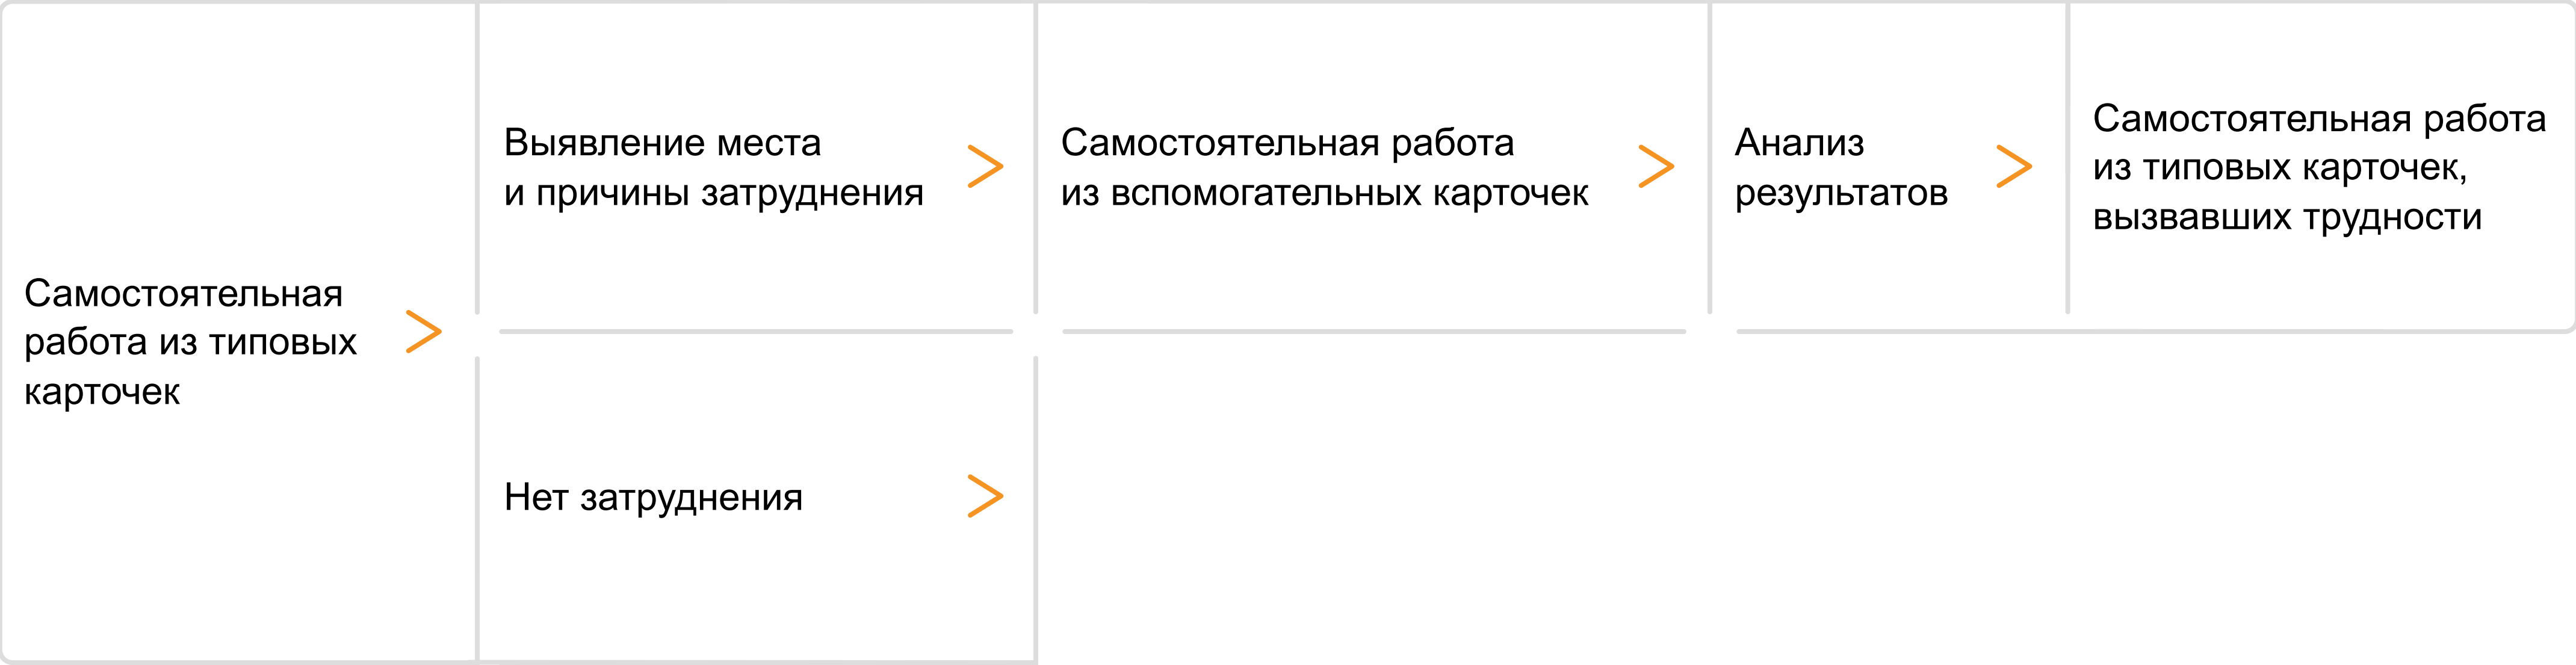 Самостоятельная
работа из типовых
карточек
Выявление места
и причины затруднения
Самостоятельная работа
из вспомогательных карточек
Анализ
результатов
Самостоятельная работа
из типовых карточек,
вызвавших трудности
Нет затруднения